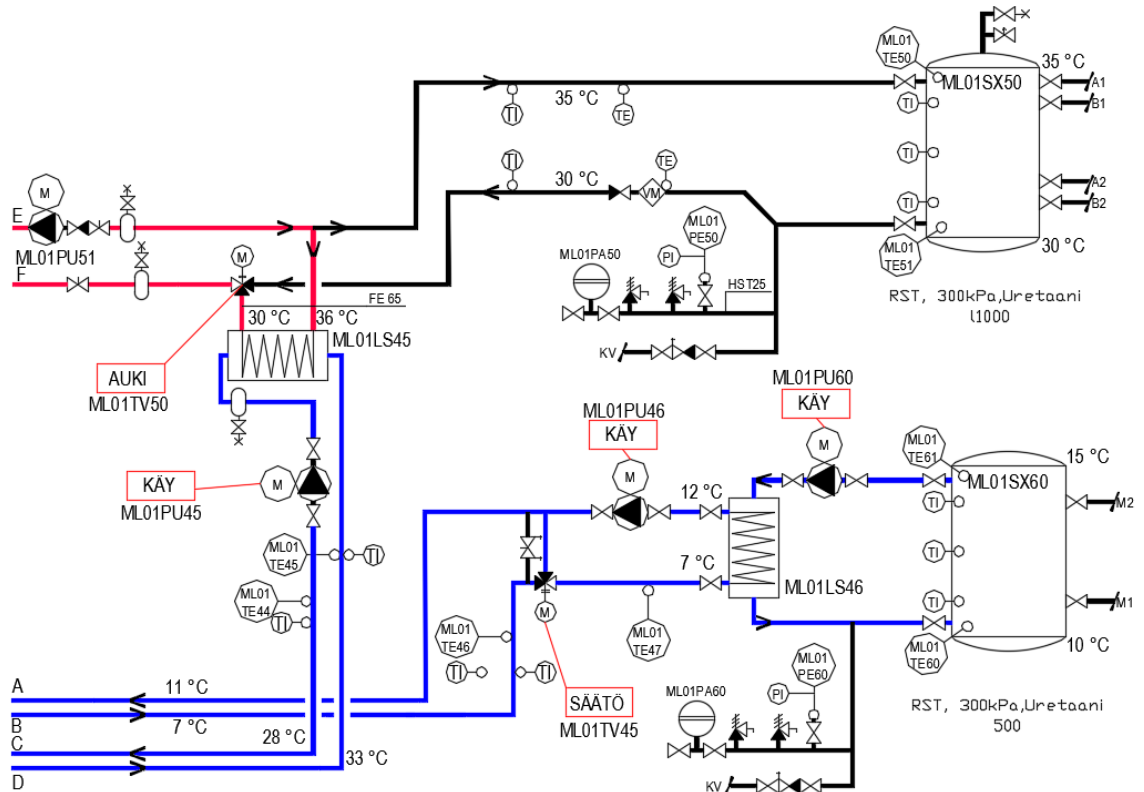 ML01
TE50
35 °C
ML01SX50
A1
TI
B1
35 °C
TI
TE
TI
TE
TI
30 °C
VM
A2
TI
B2
M
E
ML01PU51
ML01
PE50
ML01
TE51
30 °C
M
F
ML01PA50
PI
HST25
RST, 300kPa,Uretaani
l1000
FE 65
30 °C
36 °C
ML01LS45
KV
AUKI
ML01TV50
ML01PU60
KÄY
ML01PU46
KÄY
M
M
ML01
TE61
15 °C
ML01SX60
KÄY
M
ML01PU45
12 °C
TI
M2
ML01
TE45
TI
TI
7 °C
ML01LS46
ML01
TE44
TI
TI
M1
M
ML01
TE46
ML01
TE47
ML01
TE60
10 °C
TI
TI
ML01
PE60
A
11 °C
SÄÄTÖ
ML01TV45
ML01PA60
PI
RST, 300kPa,Uretaani
500
B
7 °C
C
28 °C
33 °C
D
KV